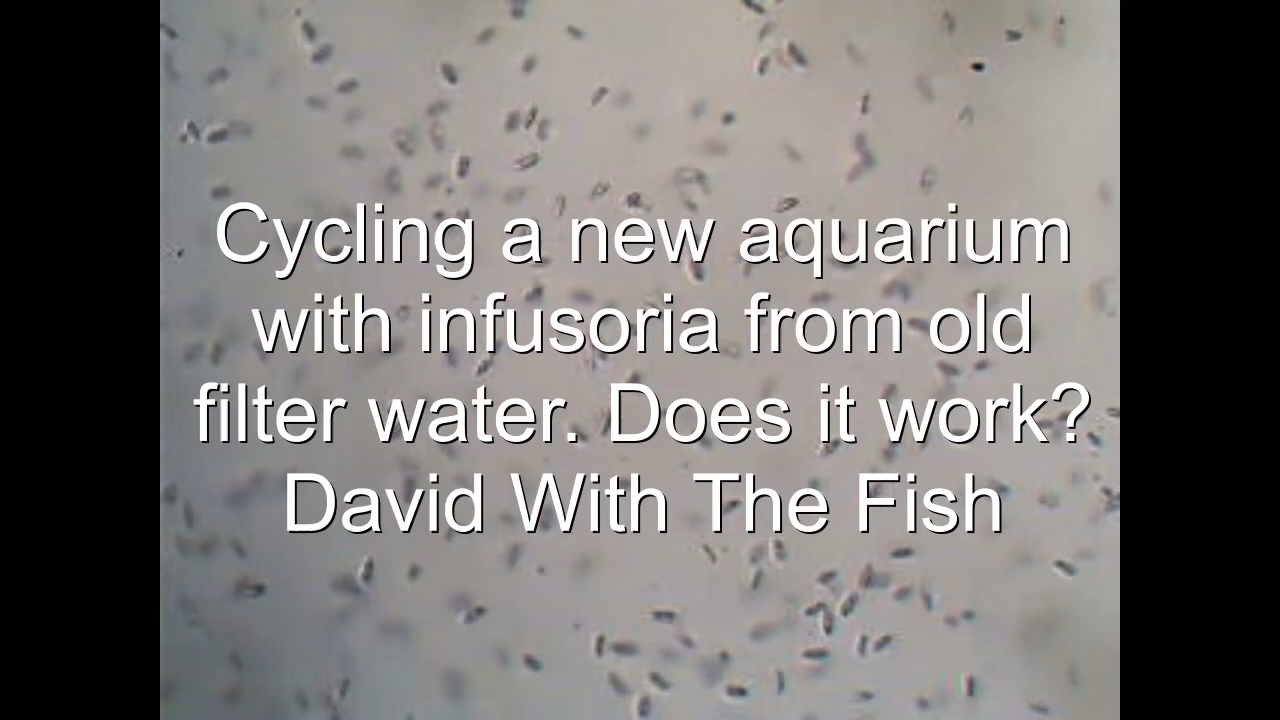 Cycling a new aquarium
with infusoria from old
filter water. Does it work?
David With The Fish